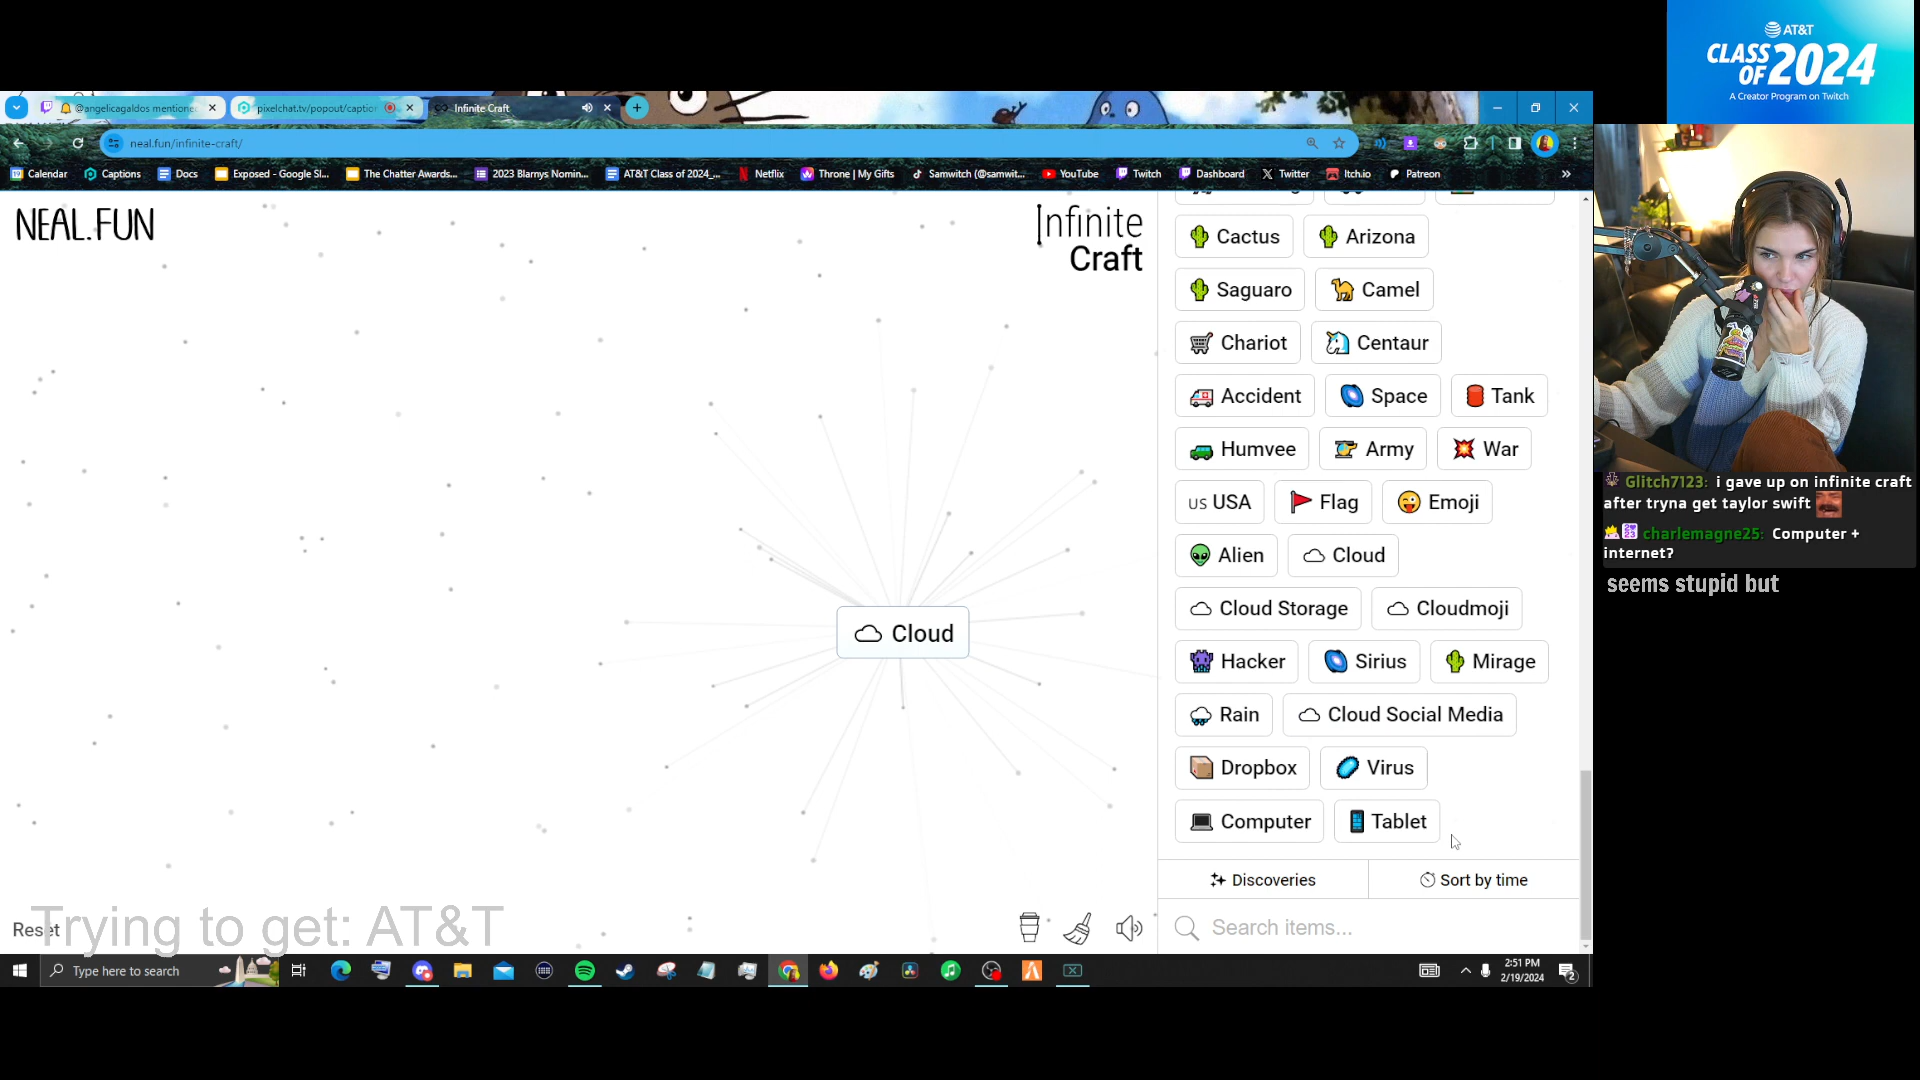 AT&T
CLASS
OF 2024
A Creator Program on Twitch
@angelicagaldos mentione
pixelchat.tv/popout/captio
Infinite Craft
neal.fun/infinite-craft/
Calendar
Captions
Docs
Exposed - Google Sl...
The Chatter Awards...
2023 Blarnys Nomin...
AT&T Class of 2024_...
Netflix
Throne | My Gifts
Samwitch (@samwit...
YouTube
Twitch
Dashboard
Twitter
Itch.io
Patreon
NEAL.FUN
Infinite
Craft
Cactus
Arizona
Saguaro
Camel
Chariot
Centaur
Accident
Space
Tank
Humvee
Army
War
US USA
Flag
Emoji
Alien
Cloud
Cloud Storage
Cloudmoji
Hacker
Sirius
Mirage
Rain
Cloud Social Media
Dropbox
Virus
Computer
Tablet
Cloud
Discoveries
Sort by time
Search items...
Reset
Trying to get: AT&T
Type here to search
2:51 PM
2/19/2024
2
Glitch7123: i gave up on infinite craft
after tryna get taylor swift
charlemagne25: Computer +
internet?
seems stupid but